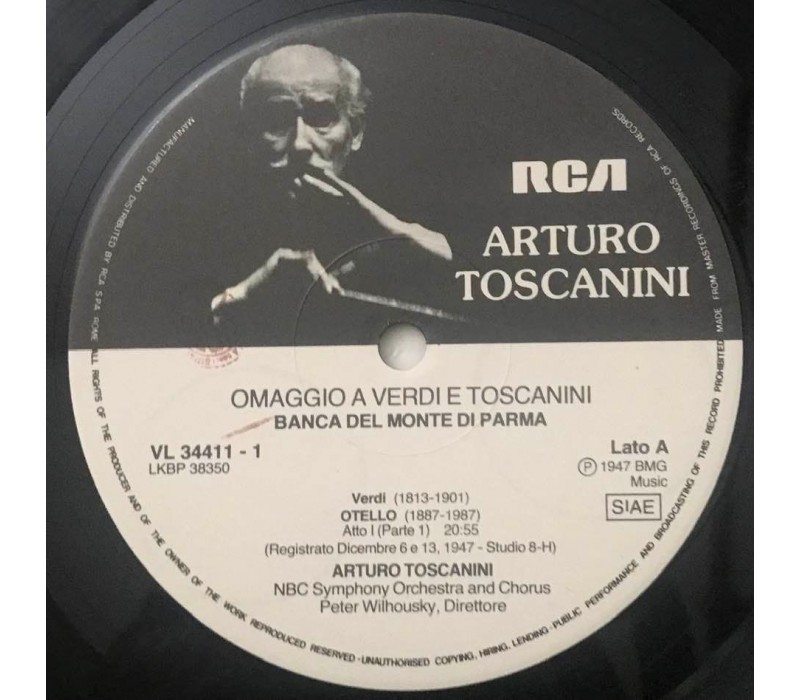 RCA
ARTURO
TOSCANINI
OMAGGIO A VERDI E TOSCANINI
BANCA DEL MONTE DI PARMA
VL 34411 - 1
LKBP 38350
Lato A
Ⓟ 1947 BMG
Music
SIAE
Verdi (1813-1901)
OTELLO (1887-1987)
Atto I (Parte 1) 20:55
(Registrato Dicembre 6 e 13, 1947 - Studio 8-H)
ARTURO TOSCANINI
NBC Symphony Orchestra and Chorus
Peter Wilhousky, Direttore
MANUFACTURED AND DISTRIBUTED BY RCA S.P.A. ROME. ALL RIGHTS OF THE PRODUCER AND OF THE OWNER OF THE WORK REPRODUCED RESERVED - UNAUTHORISED COPYING, HIRING, LENDING - PUBLIC PERFORMANCE AND BROADCASTING OF THIS RECORD PROHIBITED. MADE FROM MASTER RECORDINGS OF RCA RECORDS